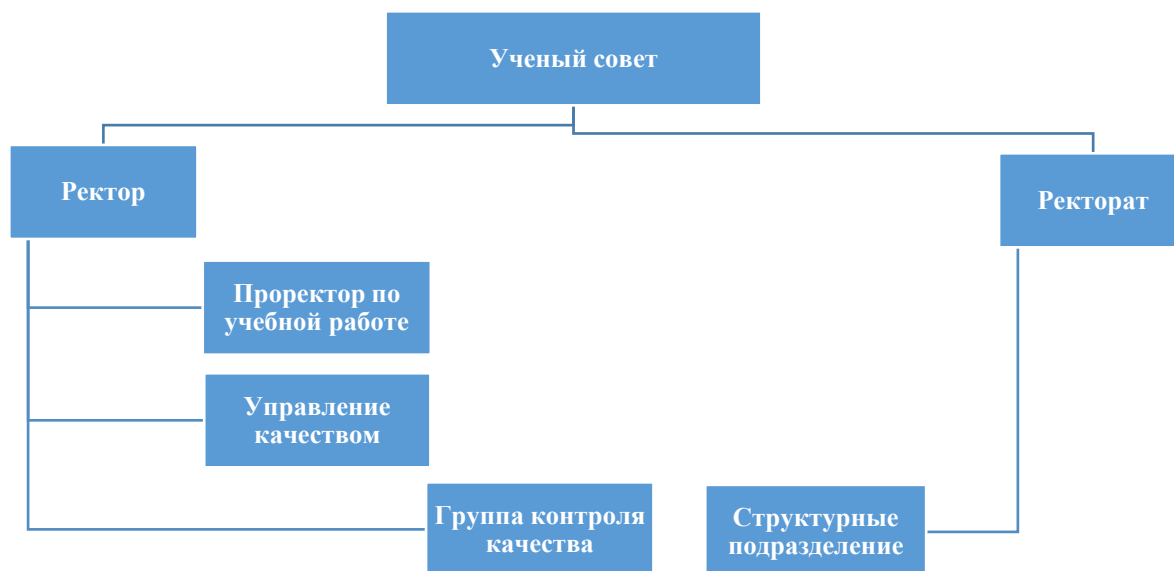 Ученый совет
Ректор
Ректорат
Проректор по
учебной работе
Управление
качеством
Группа контроля
качества
Структурные
подразделение